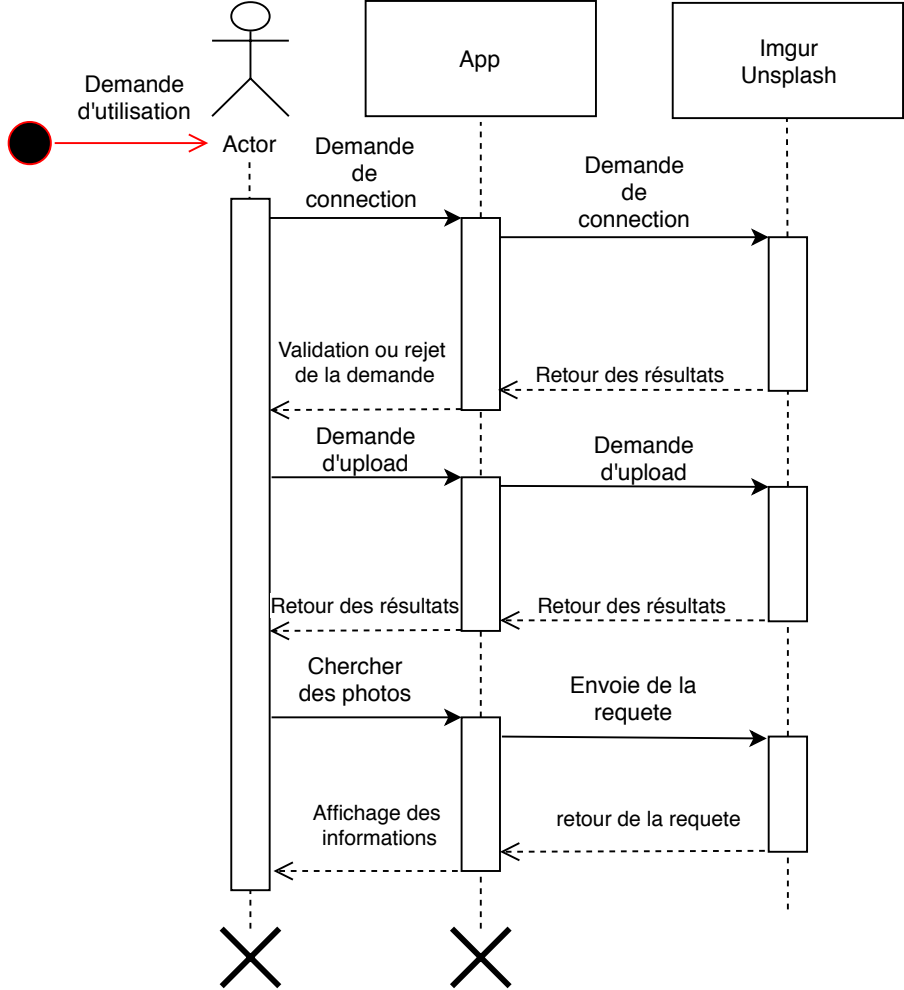 App
Imgur
Unsplash
Demande
d'utilisation
Actor
Demande
de
connection
Demande
de
connection
Validation ou rejet
de la demande
Retour des résultats
Demande
d'upload
Demande
d'upload
Retour des résultats
Retour des résultats
Chercher
des photos
Envoie de la
requete
Affichage des
informations
retour de la requete